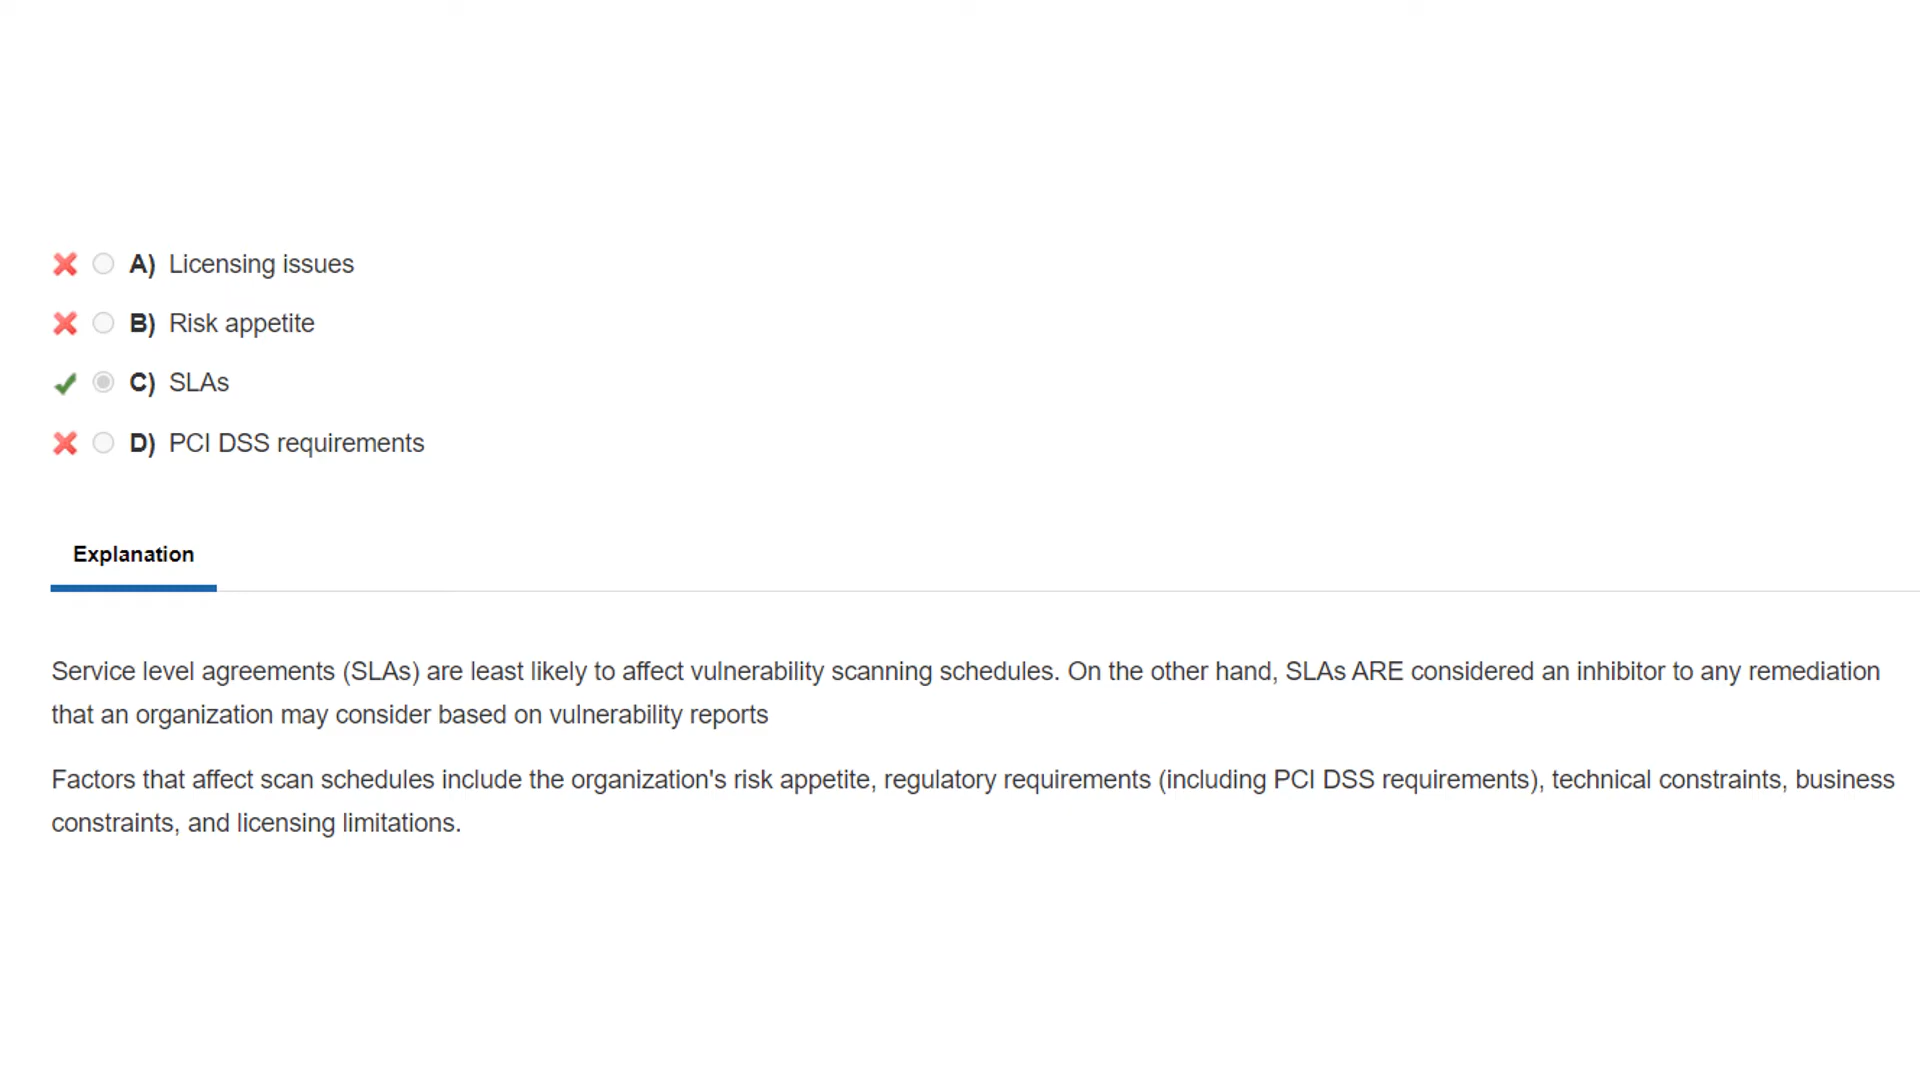 A) Licensing issues
B) Risk appetite
C) SLAs
D) PCI DSS requirements
Explanation
Service level agreements (SLAs) are least likely to affect vulnerability scanning schedules. On the other hand, SLAs ARE considered an inhibitor to any remediation
that an organization may consider based on vulnerability reports
Factors that affect scan schedules include the organization's risk appetite, regulatory requirements (including PCI DSS requirements), technical constraints, business
constraints, and licensing limitations.